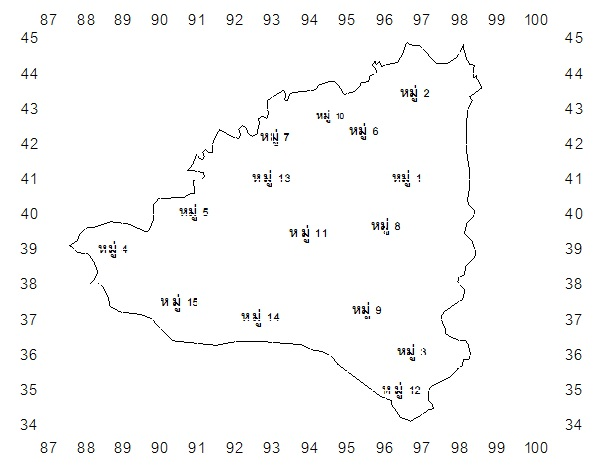 87 88 89 90 91 92 93 94 95 96 97 98 99 100
45 45
44 44
หมู่ 2
43 43
หมู่ 10
หมู่ 7 หมู่ 6
42 42
41 หมู่ 13 หมู่ 1 41
40 หมู่ 5 40
หมู่ 11 หมู่ 8
39 หมู่ 4 39
38 38
หมู่ 15 หมู่ 9
37 หมู่ 14 37
36 หมู่ 3 36
35 หมู่ 12 35
34 34
87 88 89 90 91 92 93 94 95 96 97 98 99 100